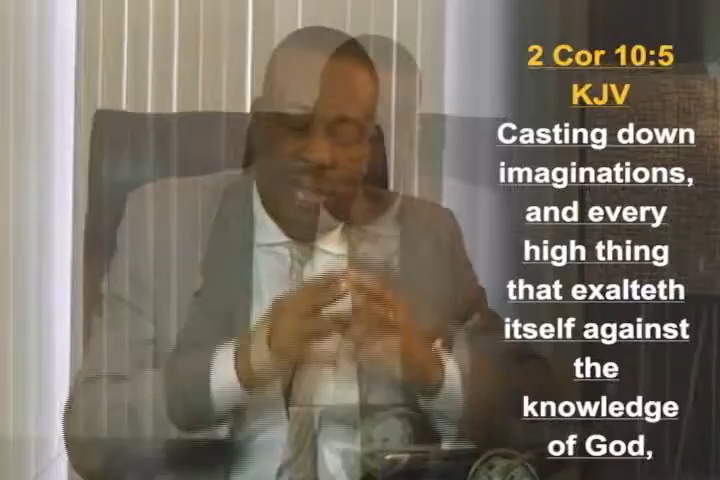 2 Cor 10:5
KJV
Casting down
imaginations,
and every
high thing
that exalteth
itself against
the
knowledge
of God,